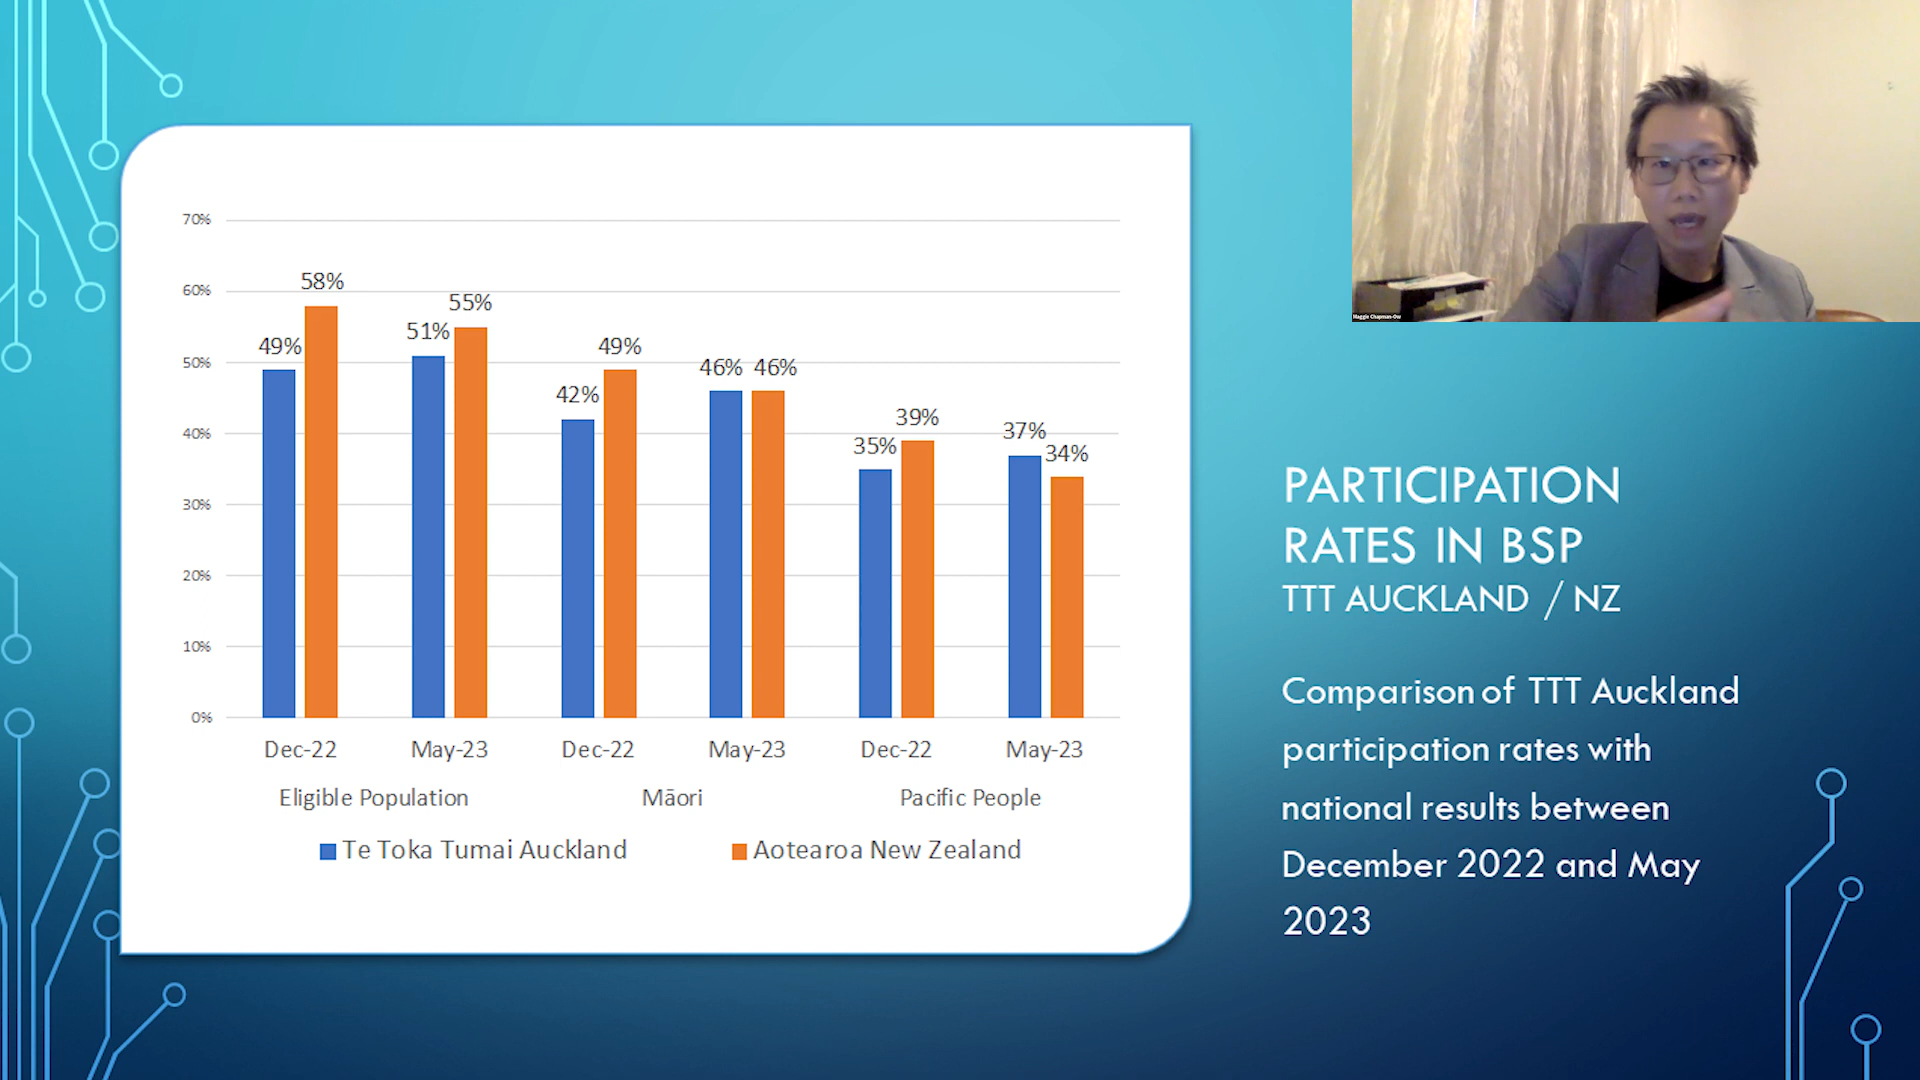 70%
60%
50%
40%
30%
20%
10%
0%
49% 58% 51% 55% 42% 49% 46% 46% 35% 39% 37% 34%
Dec-22 May-23 Dec-22 May-23 Dec-22 May-23
Eligible Population Māori Pacific People
Te Toka Tumai Auckland Aotearoa New Zealand
Maggie Chapman-Ow
PARTICIPATION
RATES IN BSP
TTT AUCKLAND / NZ
Comparison of TTT Auckland
participation rates with
national results between
December 2022 and May
2023